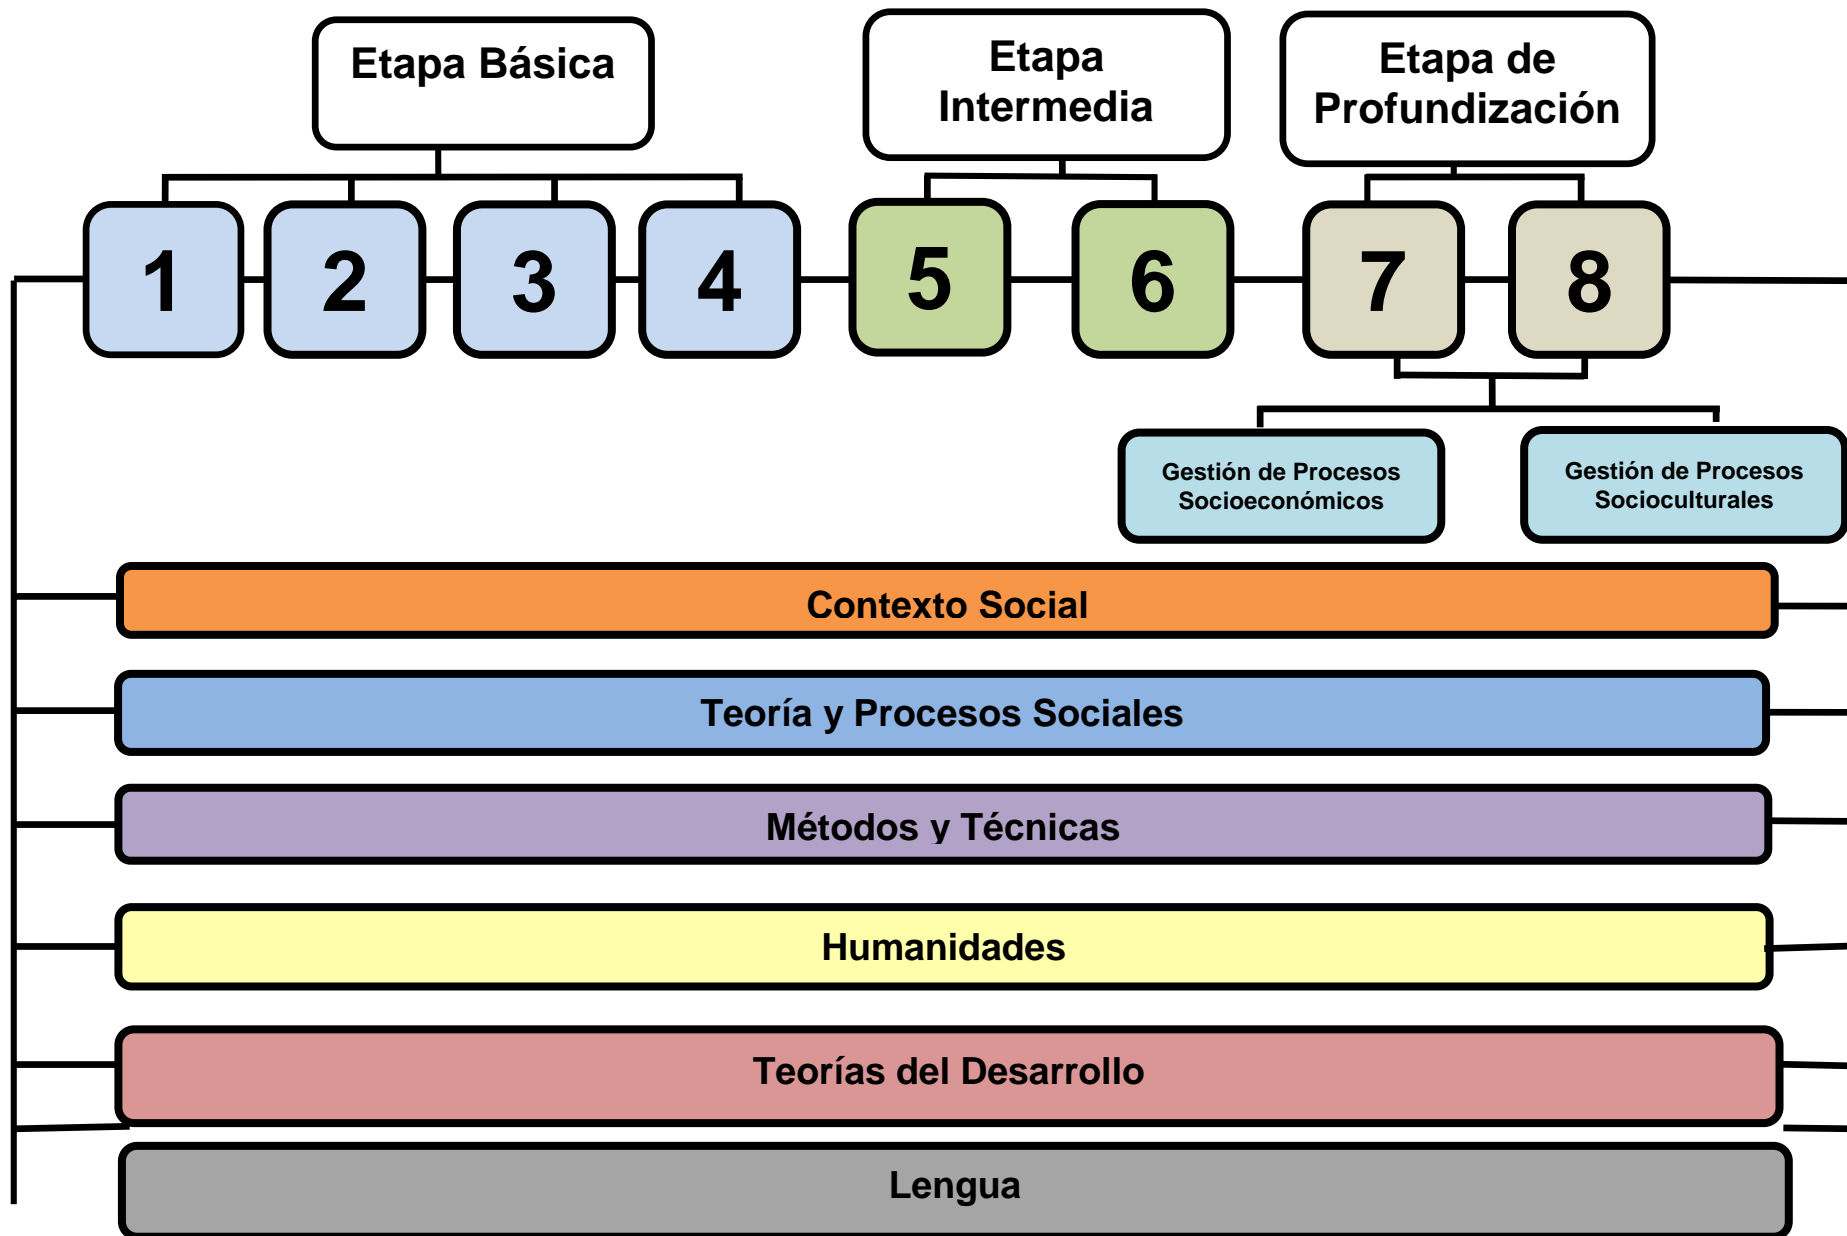 Etapa Básica
Etapa
Intermedia
Etapa de
Profundización
1 2 3 4 5 6 7 8
Gestión de Procesos
Socioeconómicos
Gestión de Procesos
Socioculturales
Contexto Social
Teoría y Procesos Sociales
Métodos y Técnicas
Humanidades
Teorías del Desarrollo
Lengua